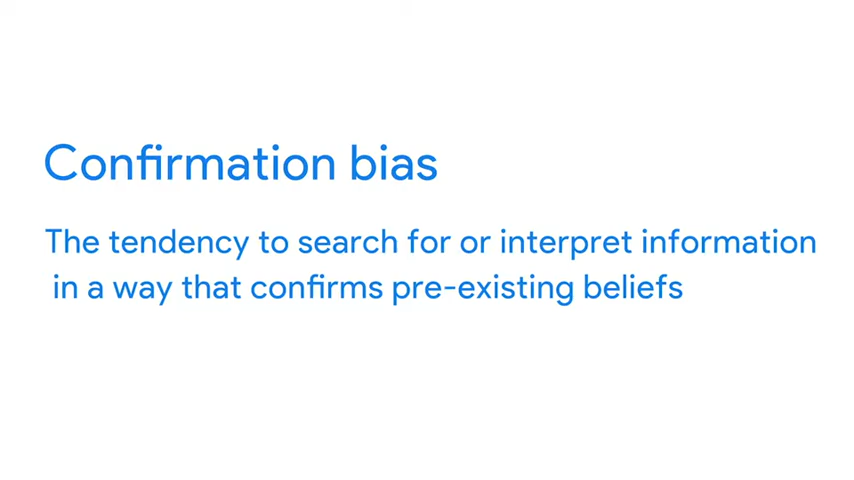 Confirmation bias
The tendency to search for or interpret information
in a way that confirms pre-existing beliefs